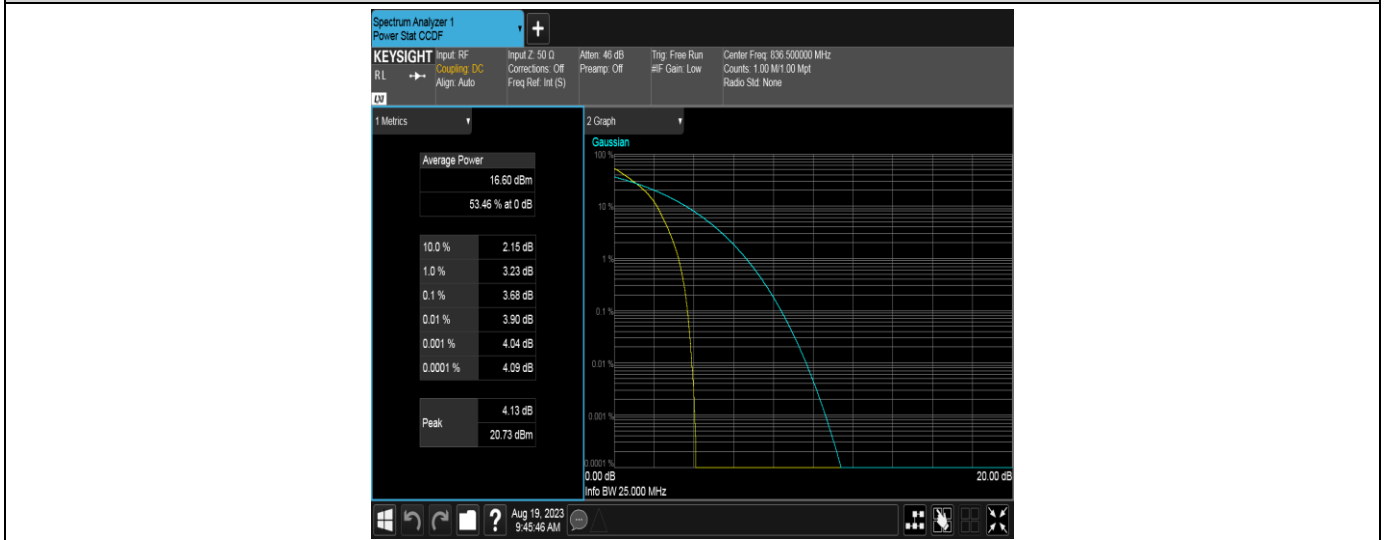 Spectrum Analyzer 1
Power Stat CCDF
KEYSIGHT
RL
LXI
Input: RF
Coupling: DC
Align: Auto
Input Z: 50 Ω
Corrections: Off
Freq Ref: Int (S)
Atten: 46 dB
Preamp: Off
Trig: Free Run
#IF Gain: Low
Center Freq: 836.500000 MHz
Counts: 1.00 M/1.00 Mpt
Radio Std: None
1 Metrics
Average Power
16.60 dBm
53.46 % at 0 dB
10.0 % 2.15 dB
1.0 % 3.23 dB
0.1 % 3.68 dB
0.01 % 3.90 dB
0.001 % 4.04 dB
0.0001 % 4.09 dB
Peak
4.13 dB
20.73 dBm
2 Graph
Gaussian
100 %
10 %
1 %
0.1 %
0.01 %
0.001 %
0.0001 %
0.00 dB 20.00 dB
Info BW 25.000 MHz
? Aug 19, 2023
9:45:46 AM